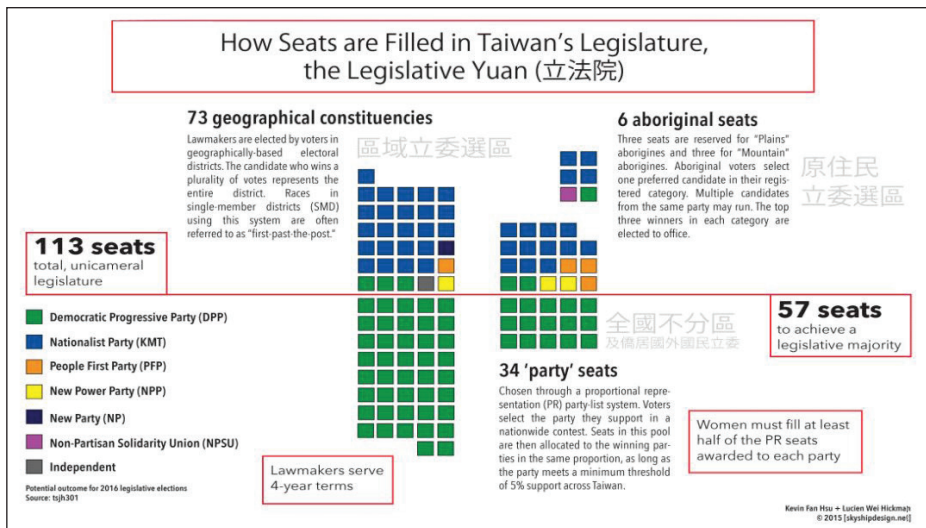 How Seats are Filled in Taiwan's Legislature,
the Legislative Yuan (立法院)
73 geographical constituencies
Lawmakers are elected by voters in
geographically-based electoral
districts. The candidate who wins a
plurality of votes represents the
entire district. Races in
single-member districts (SMD)
using this system are often
referred to as "first-past-the-post."
區域立委選區
6 aboriginal seats
Three seats are reserved for "Plains"
aborigines and three for "Mountain"
aborigines. Aboriginal voters select
one preferred candidate in their regis-
tered category. Multiple candidates
from the same party may run. The top
three winners in each category are
elected to office.
原住民
立委選區
113 seats
total, unicameral
legislature
57 seats
to achieve a
legislative majority
Democratic Progressive Party (DPP)
Nationalist Party (KMT)
People First Party (PFP)
New Power Party (NPP)
New Party (NP)
Non-Partisan Solidarity Union (NPSU)
Independent
Potential outcome for 2016 legislative elections
Source: tsjh301
Lawmakers serve
4-year terms
全國不分區
及僑居國外國民立委
34 'party' seats
Chosen through a proportional repre-
sentation (PR) party-list system. Voters
select the party they support in a
nationwide contest. Seats in this pool
are then allocated to the winning par-
ties in the same proportion, as long as
the party meets a minimum threshold
of 5% support across Taiwan.
Women must fill at least
half of the PR seats
awarded to each party
Kevin Fan Hsu + Lucien Wei Hickman
© 2015 [skyshipdesign.net]